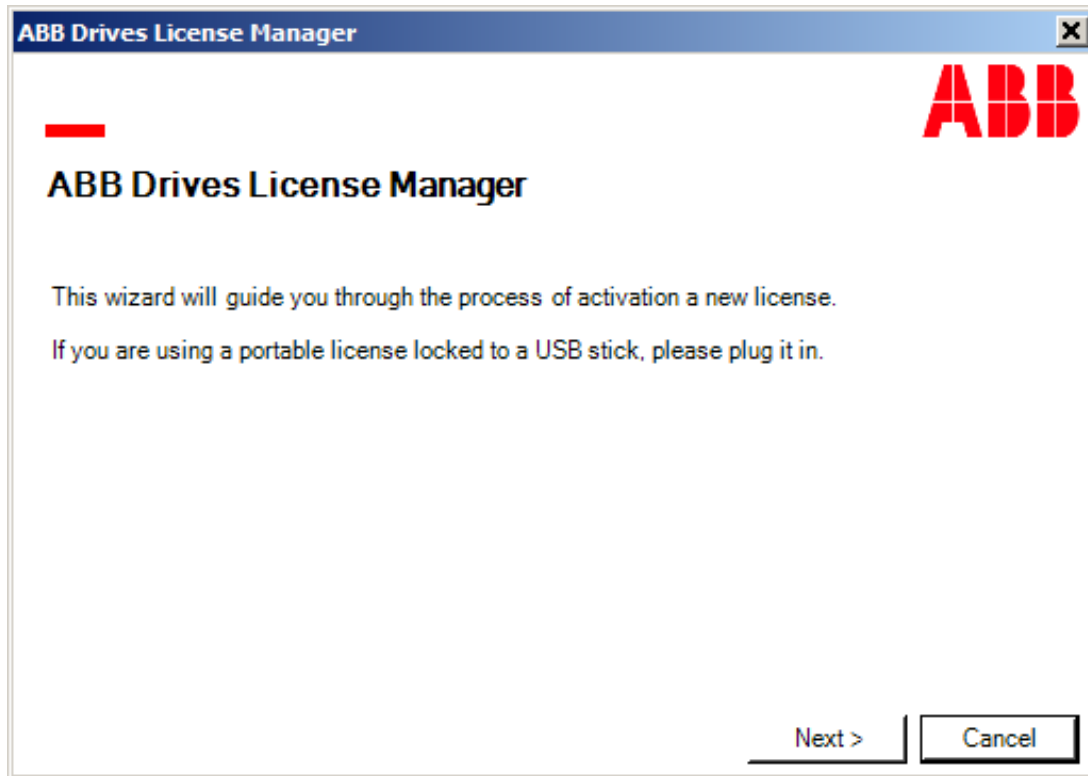 ABB Drives License Manager
ABB
ABB Drives License Manager
This wizard will guide you through the process of activation a new license.
If you are using a portable license locked to a USB stick, please plug it in.
Next >
Cancel